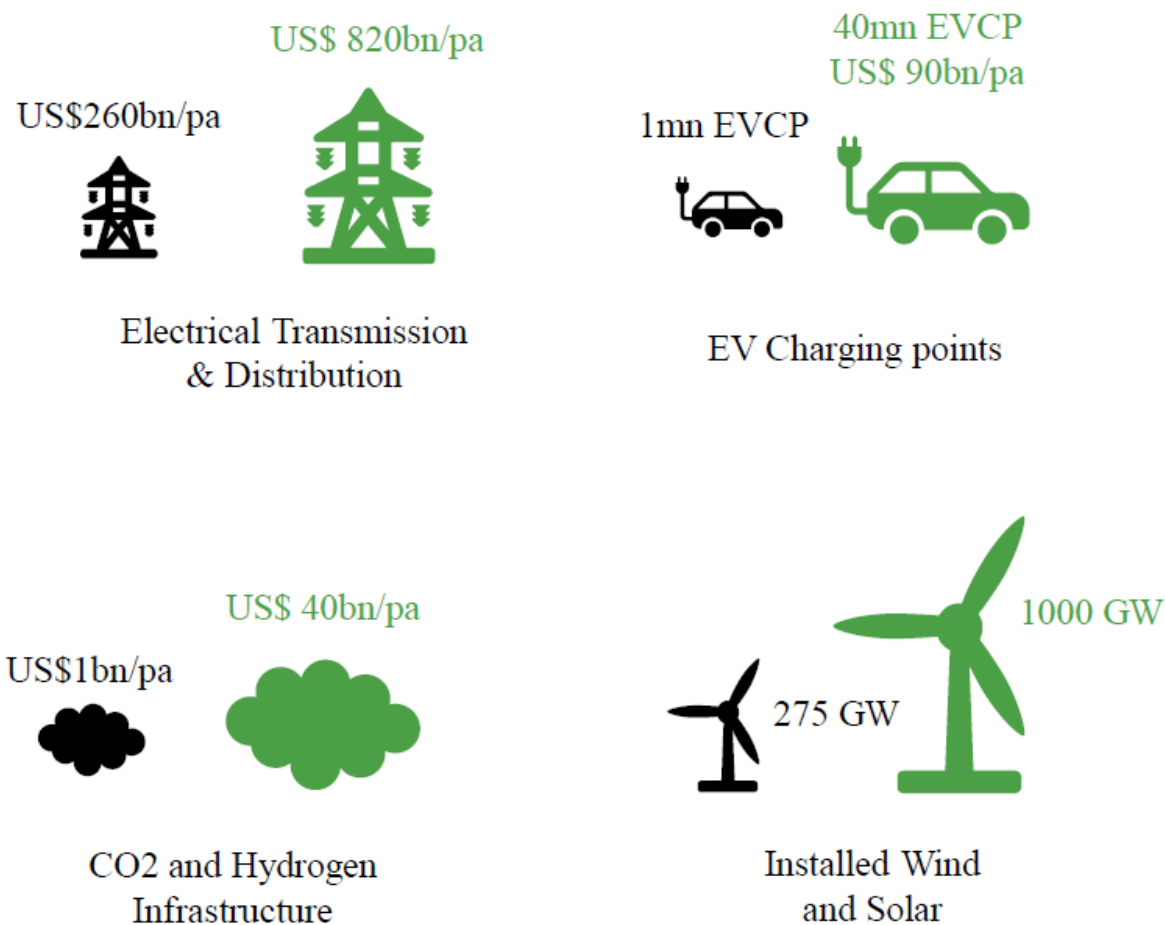 US$260bn/pa
US$ 820bn/pa
Electrical Transmission
& Distribution
1mn EVCP
40mn EVCP
US$ 90bn/pa
EV Charging points
US$1bn/pa
US$ 40bn/pa
CO2 and Hydrogen
Infrastructure
275 GW
1000 GW
Installed Wind
and Solar